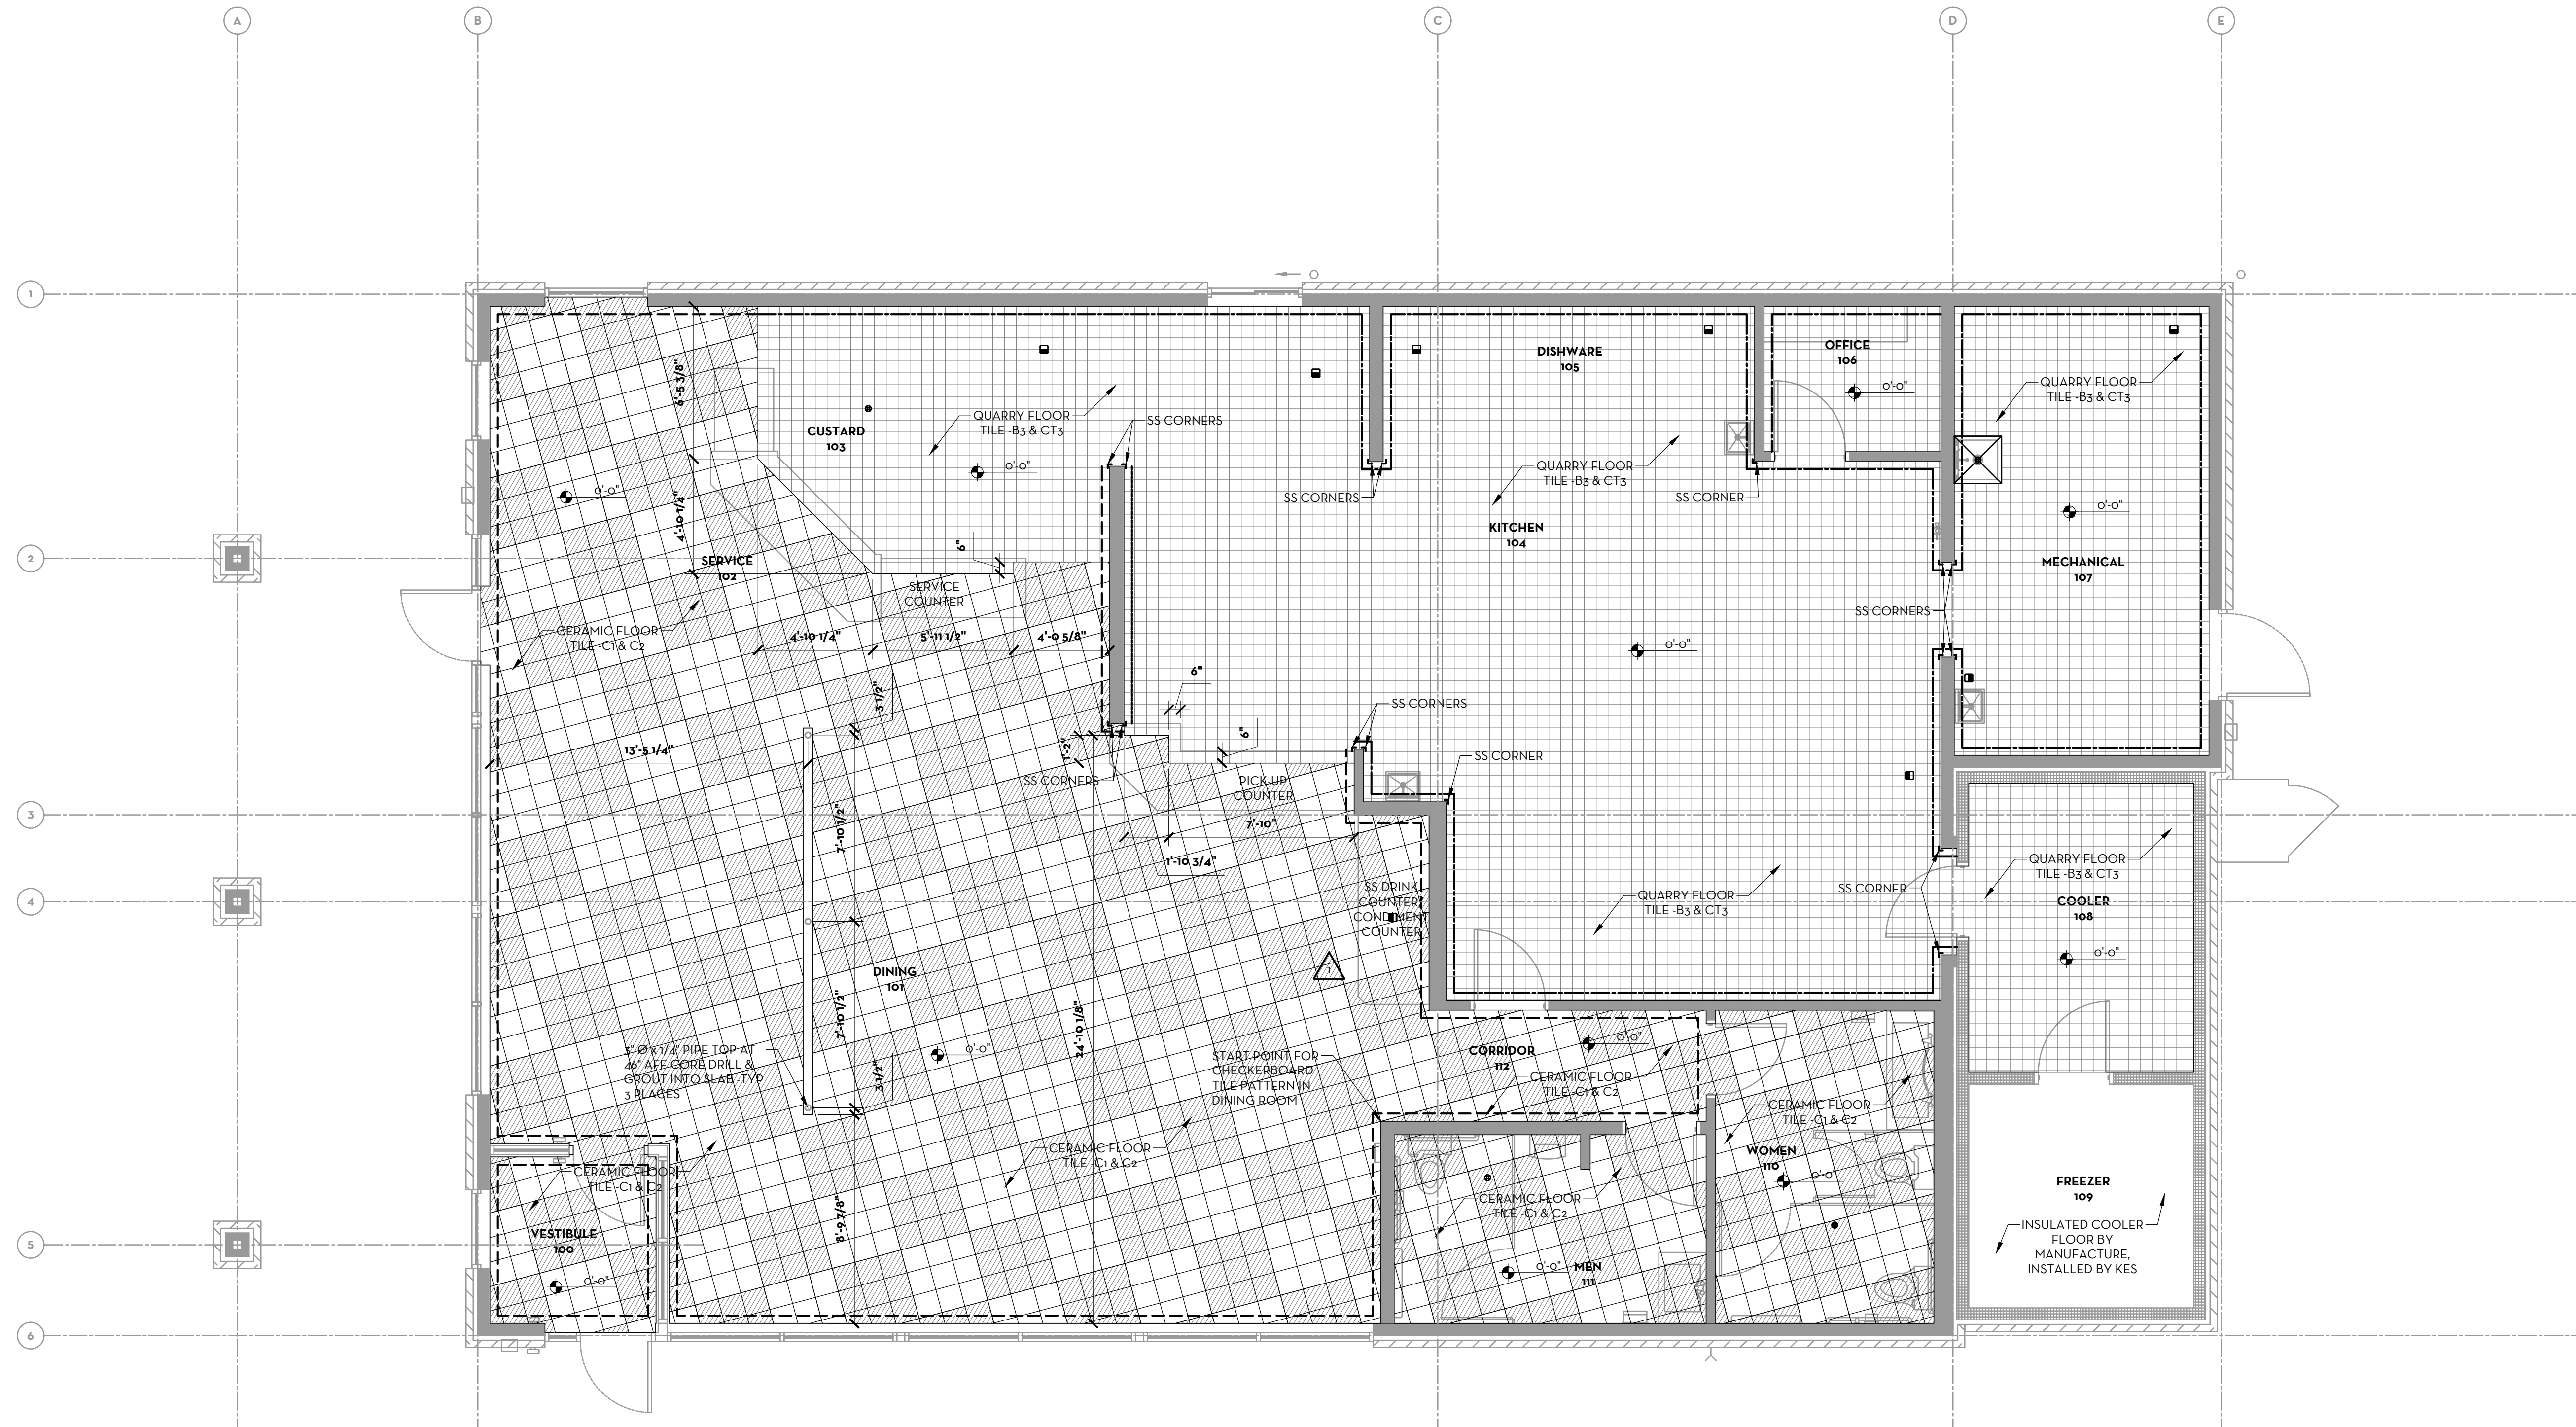 A
B
C
D
E
1
2
3
4
5
6
6'-5 3/8"
4'-10 1/4"
CUSTARD
103
QUARRY FLOOR
TILE -B3 & CT3
0'-0"
SS CORNERS
DISHWARE
105
OFFICE
106
0'-0"
QUARRY FLOOR
TILE -B3 & CT3
QUARRY FLOOR
TILE -B3 & CT3
SS CORNERS
SS CORNER
KITCHEN
104
0'-0"
MECHANICAL
107
0'-0"
0'-0"
SERVICE
102
6"
SERVICE
COUNTER
CERAMIC FLOOR
TILE -C1 & C2
4'-10 1/4"
5'-11 1/2"
4'-0 5/8"
SS CORNERS
0'-0"
6"
3 1/2"
SS CORNERS
13'-5 1/4"
1'-2"
6"
SS CORNER
SS CORNERS
PICK-UP
COUNTER
7'-10 1/2"
7'-10"
1'-10 3/4"
SS DRINK
COUNTER/
CONDIMENT
COUNTER
1
QUARRY FLOOR
TILE -B3 & CT3
SS CORNER
QUARRY FLOOR
TILE -B3 & CT3
COOLER
108
0'-0"
DINING
101
7'-10 1/2"
24'-10 1/8"
0'-0"
3" Ø x 1/4" PIPE TOP AT
46" AFF CORE DRILL &
GROUT INTO SLAB -TYP
3 PLACES
3 1/2"
START POINT FOR
CHECKERBOARD
TILE PATTERN IN
DINING ROOM
CORRIDOR
112
0'-0"
CERAMIC FLOOR
TILE -C1 & C2
CERAMIC FLOOR
TILE -C1 & C2
WOMEN
110
0'-0"
CERAMIC FLOOR
TILE -C1 & C2
CERAMIC FLOOR
TILE -C1 & C2
CERAMIC FLOOR
TILE -C1 & C2
8'-9 7/8"
VESTIBULE
100
0'-0"
0'-0"
MEN
111
FREEZER
109
INSULATED COOLER
FLOOR BY
MANUFACTURE,
INSTALLED BY KES